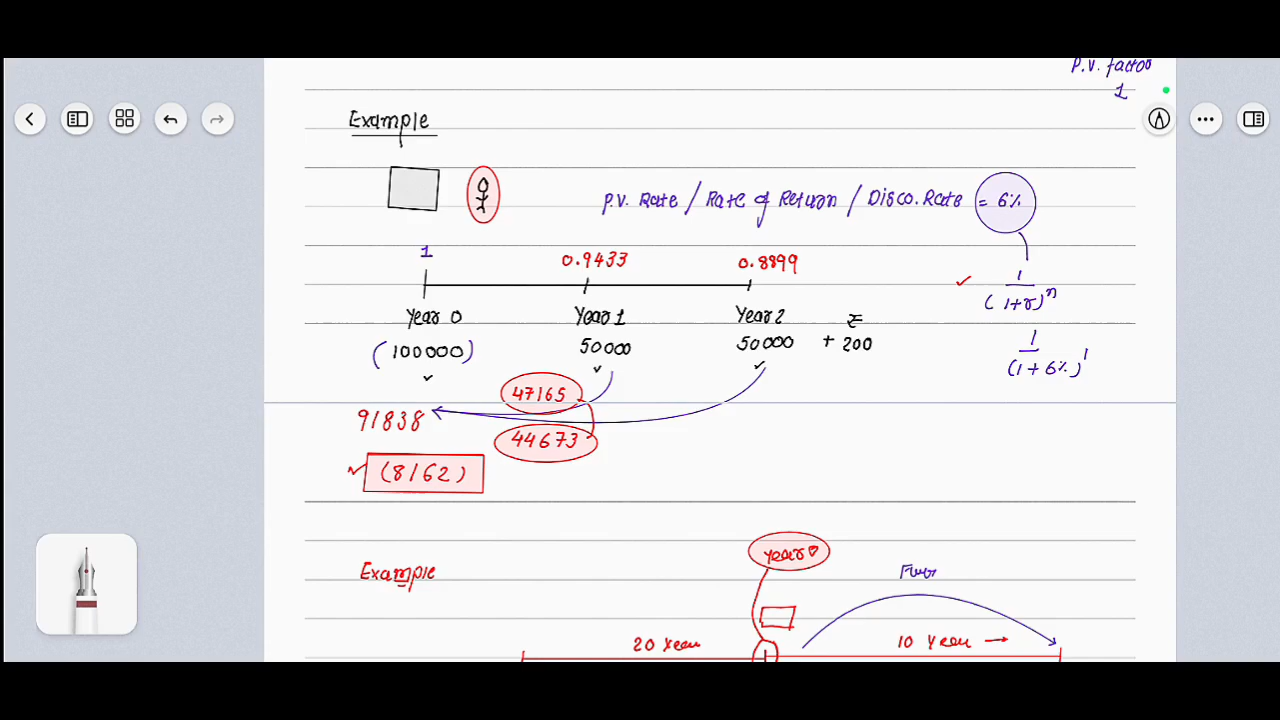 P.V. factor
1
Example
P.V. Rate / Rate of Return / Disco. Rate = 6%
1 0.9433 0.8899
1
(1+r)^n
Year 0 Year 1 Year 2
(100000) 50000 50000 + 200
1
(1+6%)^1
47165
91838
44673
(8162)
Year 0
Example
20 Year 10 Year →